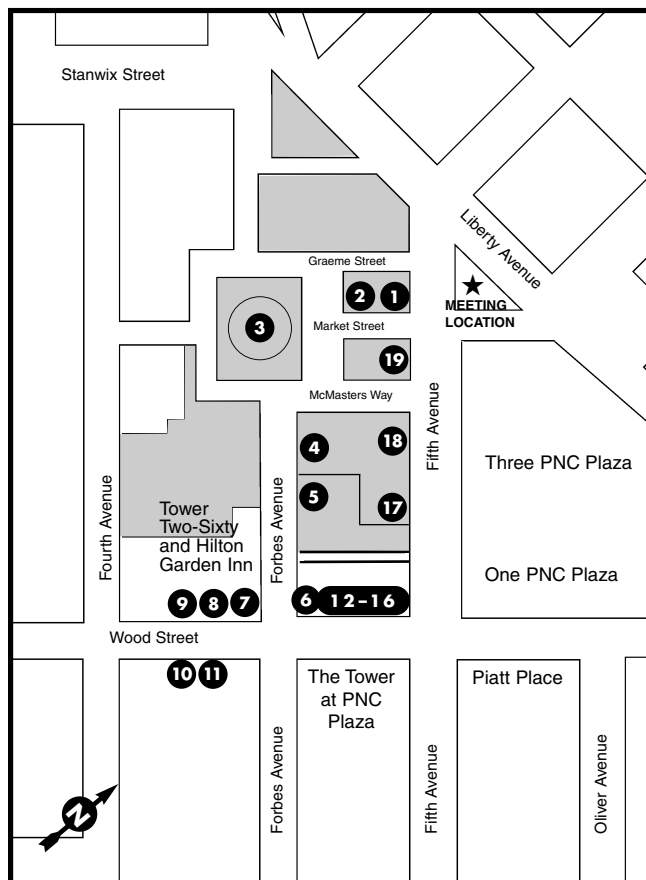 Stanwix Street
Liberty Avenue
Graeme Street
2
1
MEETING
LOCATION
3
Market Street
19
McMasters Way
4
18
Fifth Avenue
Three PNC Plaza
5
17
Fourth Avenue
Tower
Two-Sixty
and Hilton
Garden Inn
Forbes Avenue
One PNC Plaza
9
8
7
6
12–16
Wood Street
10
11
The Tower
at PNC
Plaza
Piatt Place
Forbes Avenue
Fifth Avenue
Oliver Avenue
N